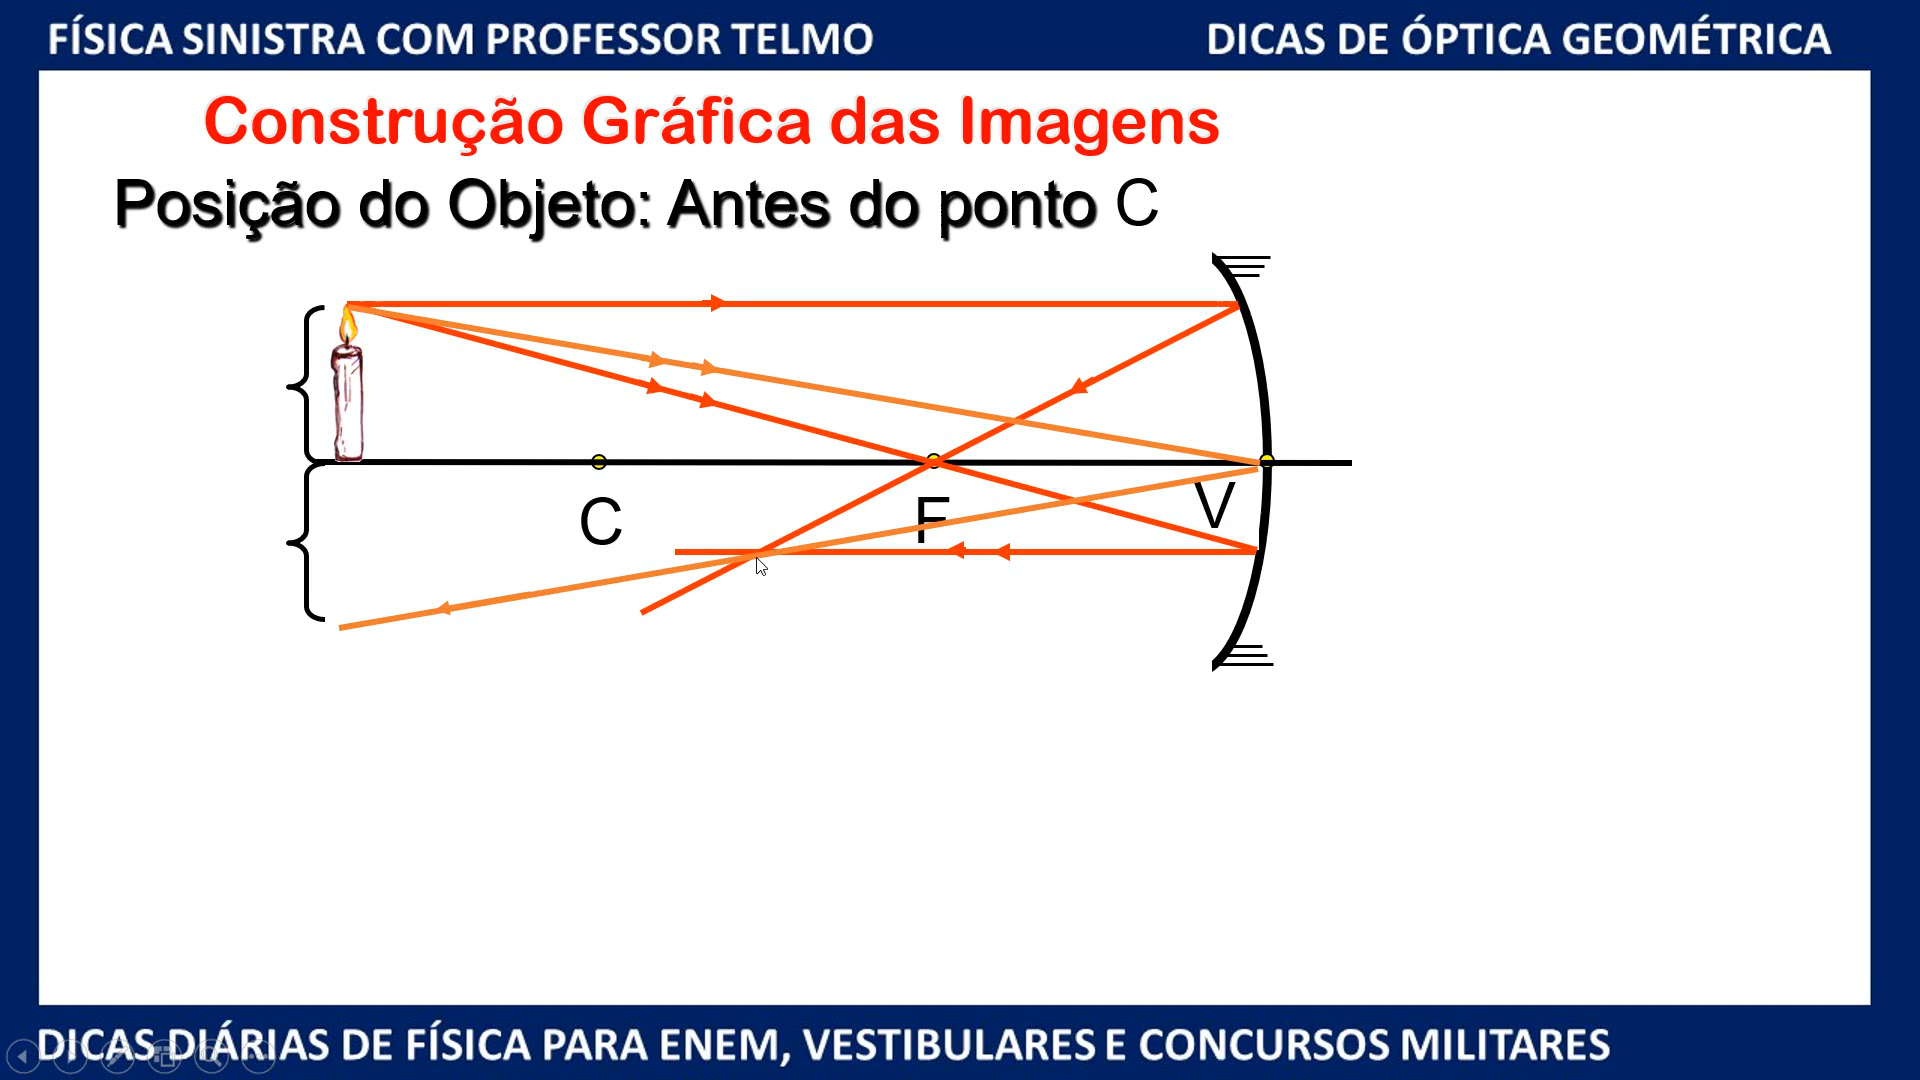 FÍSICA SINISTRA COM PROFESSOR TELMO
DICAS DE ÓPTICA GEOMÉTRICA
Construção Gráfica das Imagens
Posição do Objeto: Antes do ponto C
C
F
V
DICAS DIÁRIAS DE FÍSICA PARA ENEM, VESTIBULARES E CONCURSOS MILITARES